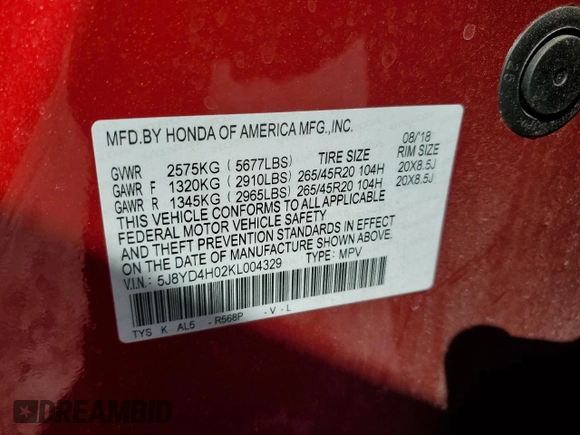 MFD.BY HONDA OF AMERICA MFG.,INC. 08/18
GVWR 2575KG ( 5677LBS) TIRE SIZE RIM SIZE
GAWR F 1320KG ( 2910LBS) 265/45R20 104H 20X8.5J
GAWR R 1345KG ( 2965LBS) 265/45R20 104H 20X8.5J
THIS VEHICLE CONFORMS TO ALL APPLICABLE
FEDERAL MOTOR VEHICLE SAFETY
AND THEFT PREVENTION STANDARDS IN EFFECT
ON THE DATE OF MANUFACTURE SHOWN ABOVE.
V.I.N.: 5J8YD4H02KL004329 TYPE: MPV
TYS K AL5 - R568P - V - L
DREAMBID